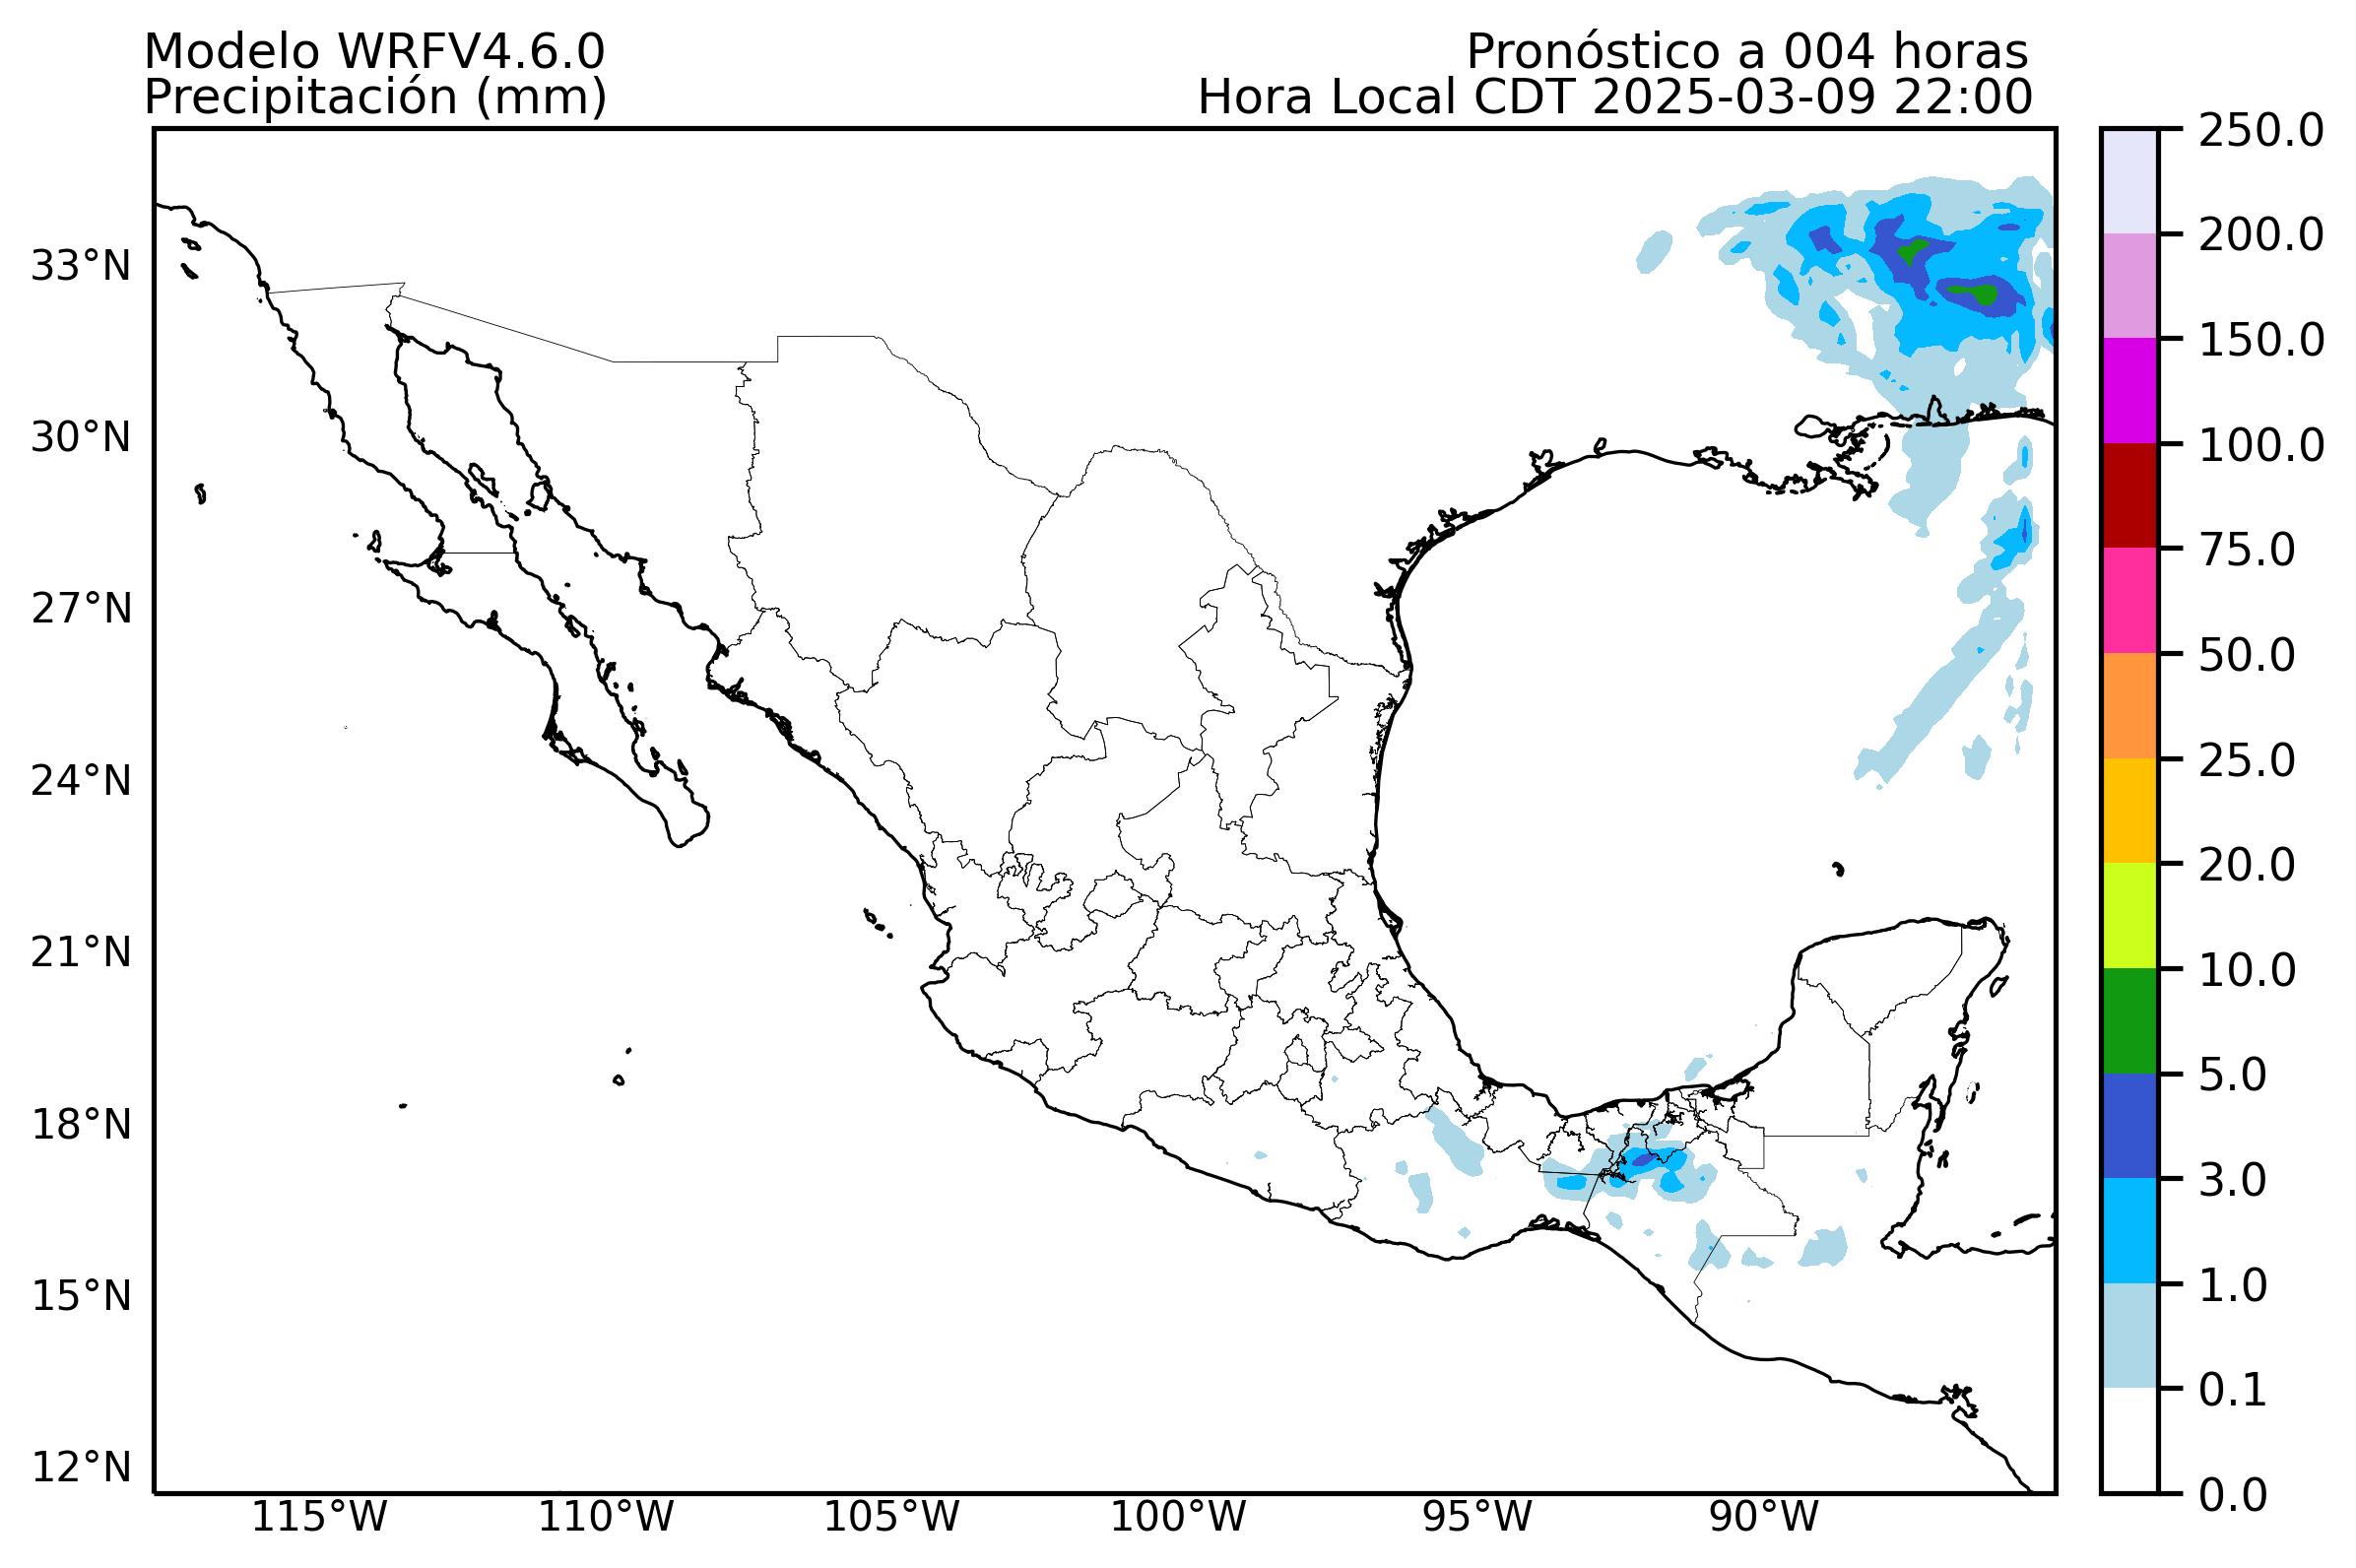 Modelo WRFV4.6.0
Precipitación (mm)
Pronóstico a 004 horas
Hora Local CDT 2025-03-09 22:00
33°N
30°N
27°N
24°N
21°N
18°N
15°N
12°N
115°W
110°W
105°W
100°W
95°W
90°W
250.0
200.0
150.0
100.0
75.0
50.0
25.0
20.0
10.0
5.0
3.0
1.0
0.1
0.0